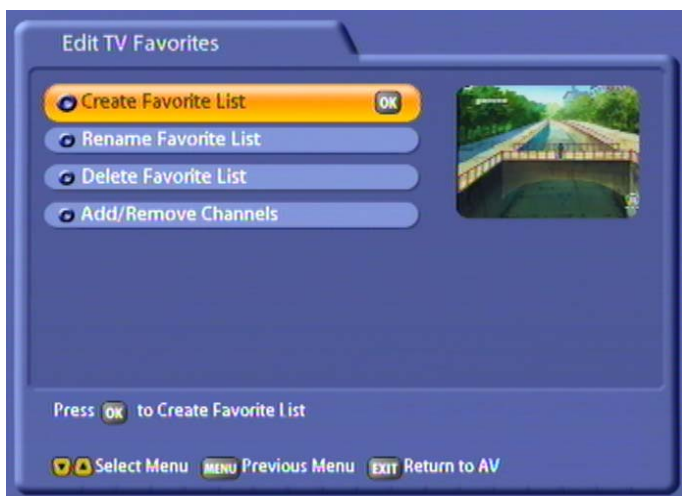 Edit TV Favorites
Create Favorite List OK
Rename Favorite List
Delete Favorite List
Add/Remove Channels
Press OK to Create Favorite List
Select Menu MENU Previous Menu EXIT Return to AV